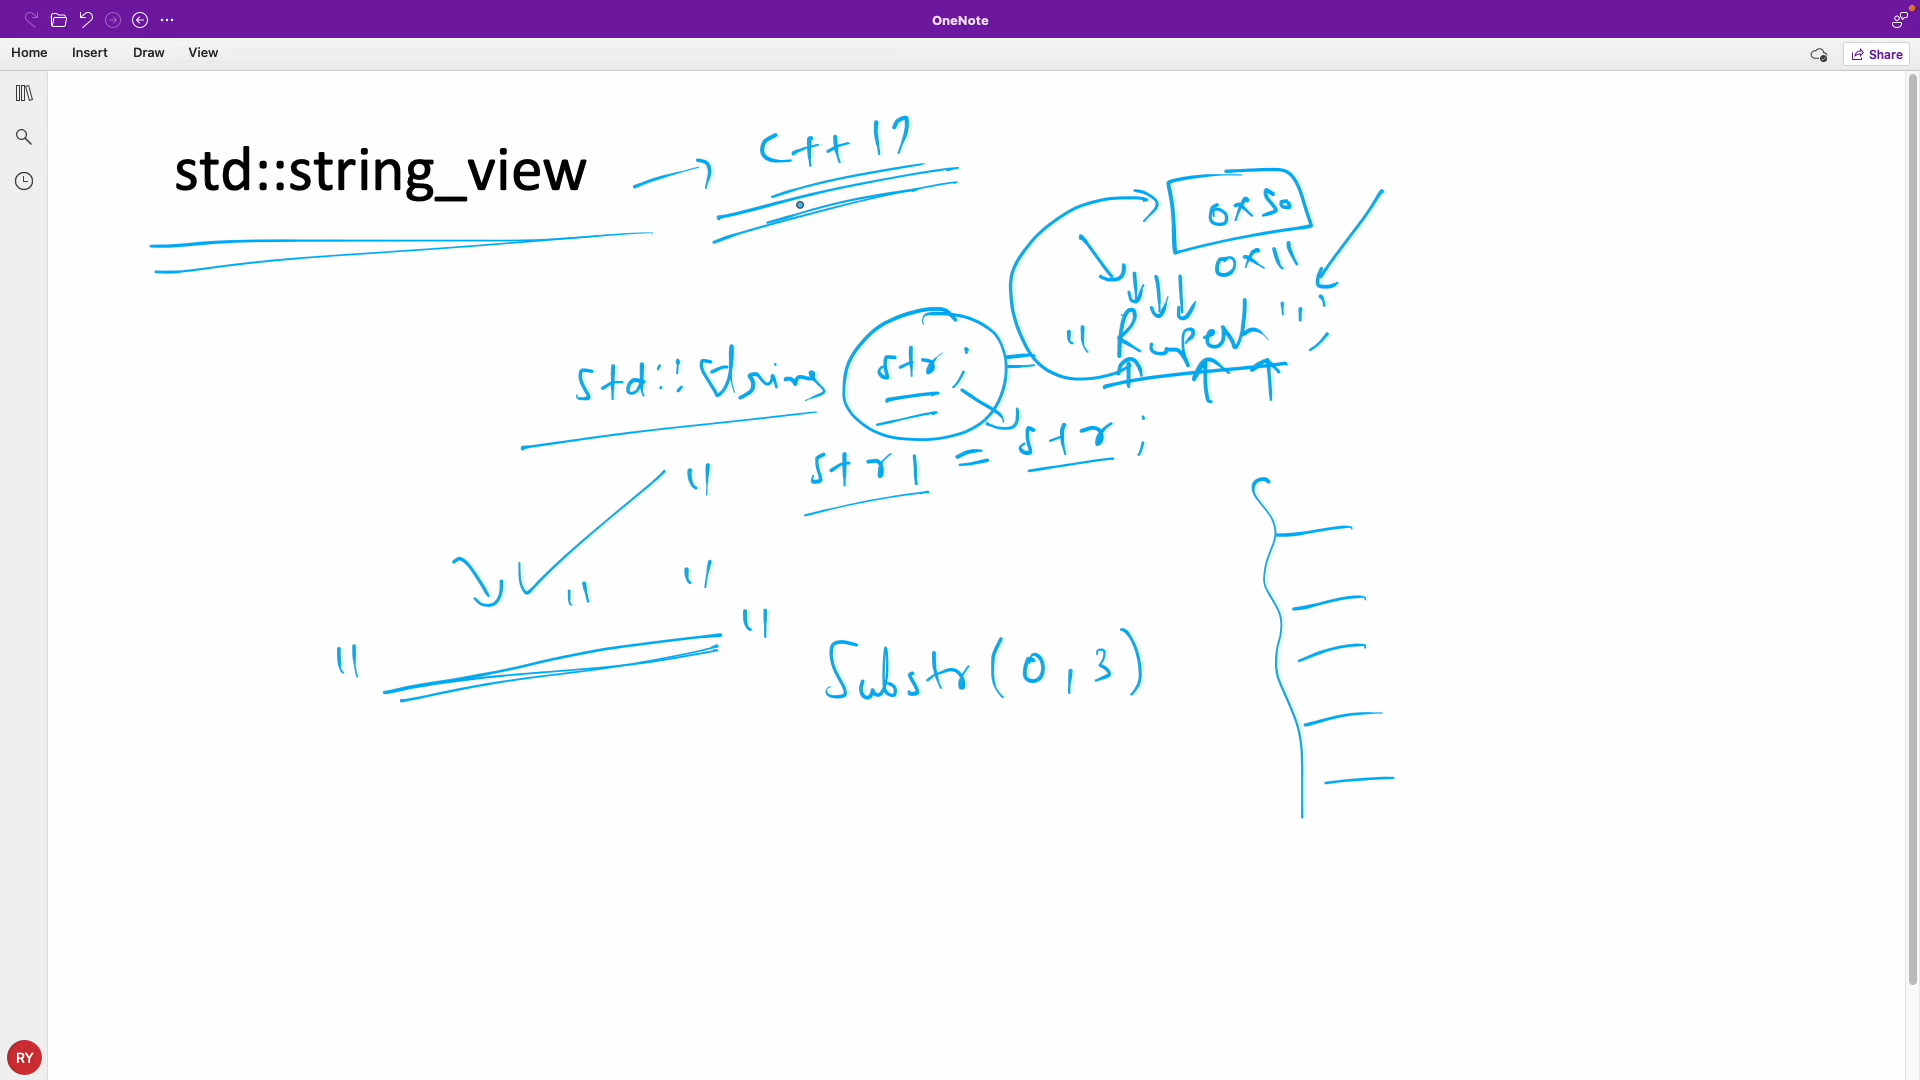 OneNote
Home Insert Draw View
Share
std::string_view
C++ 17
0x50
0x11
std::string str; = "Rupesh";
str1 = str;
Substr(0,3)
RY